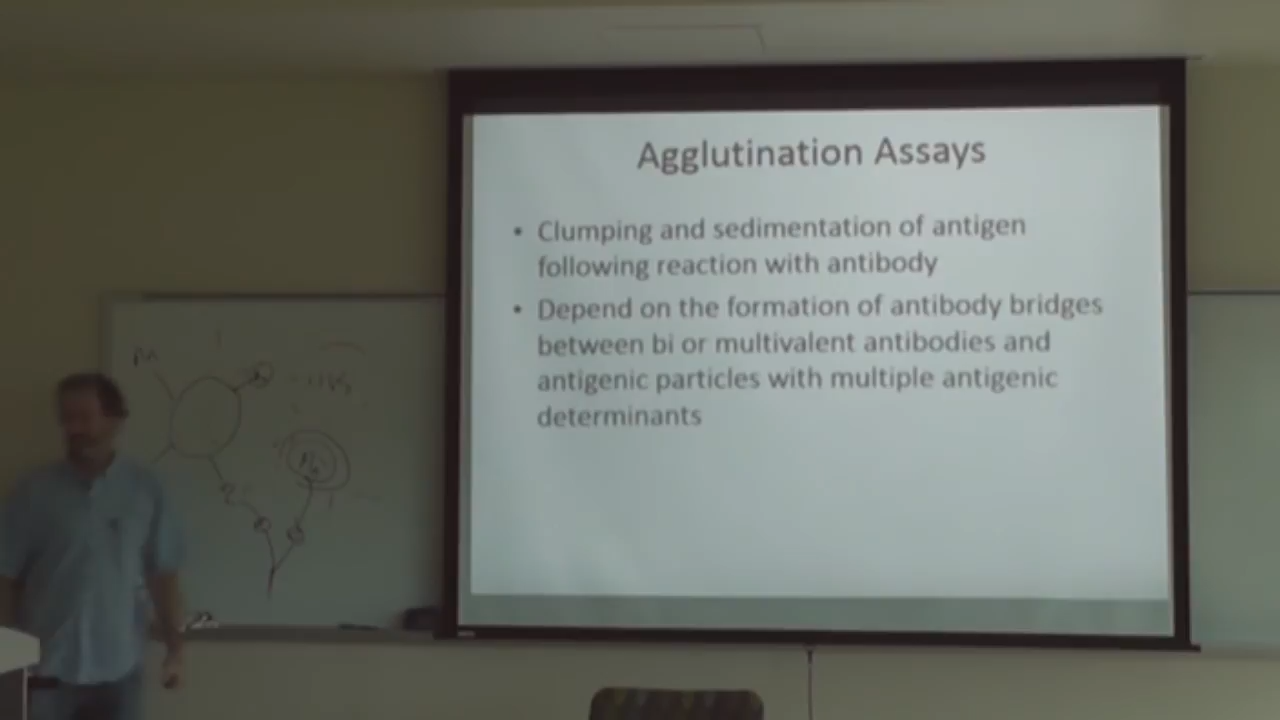 Agglutination Assays
• Clumping and sedimentation of antigen
following reaction with antibody
• Depend on the formation of antibody bridges
between bi or multivalent antibodies and
antigenic particles with multiple antigenic
determinants